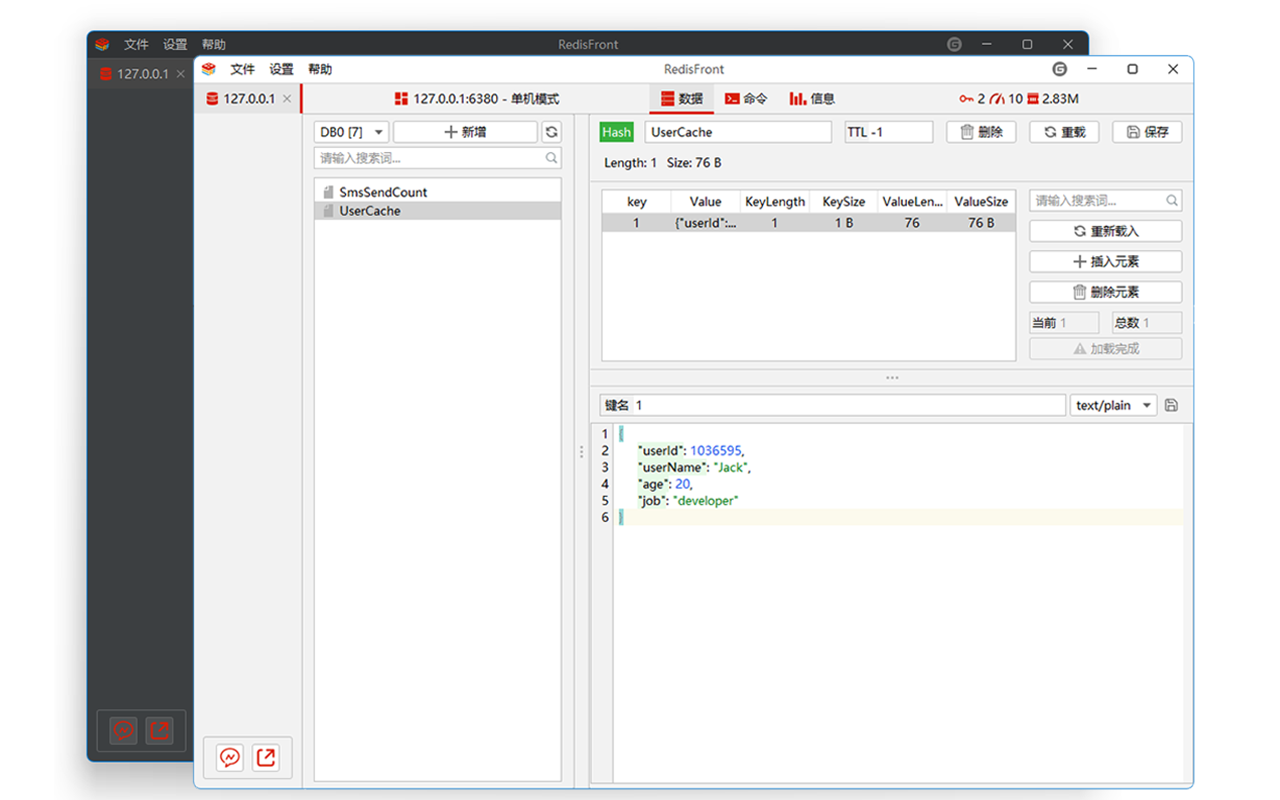 文件 设置 帮助 RedisFront
127.0.0.1
文件 设置 帮助 RedisFront
127.0.0.1 127.0.0.1:6380 - 单机模式 数据 命令 信息 2 10 2.83M
DB0 [7] 新增
请输入搜索词...
SmsSendCount
UserCache
Hash UserCache TTL -1 删除 重载 保存
Length: 1 Size: 76 B
key Value KeyLength KeySize ValueLen... ValueSize
1 {"userId":... 1 1 B 76 76 B
请输入搜索词...
重新载入
插入元素
删除元素
当前 1 总数 1
加载完成
键名 1 text/plain
1 {
2 "userId": 1036595,
3 "userName": "Jack",
4 "age": 20,
5 "job": "developer"
6 }